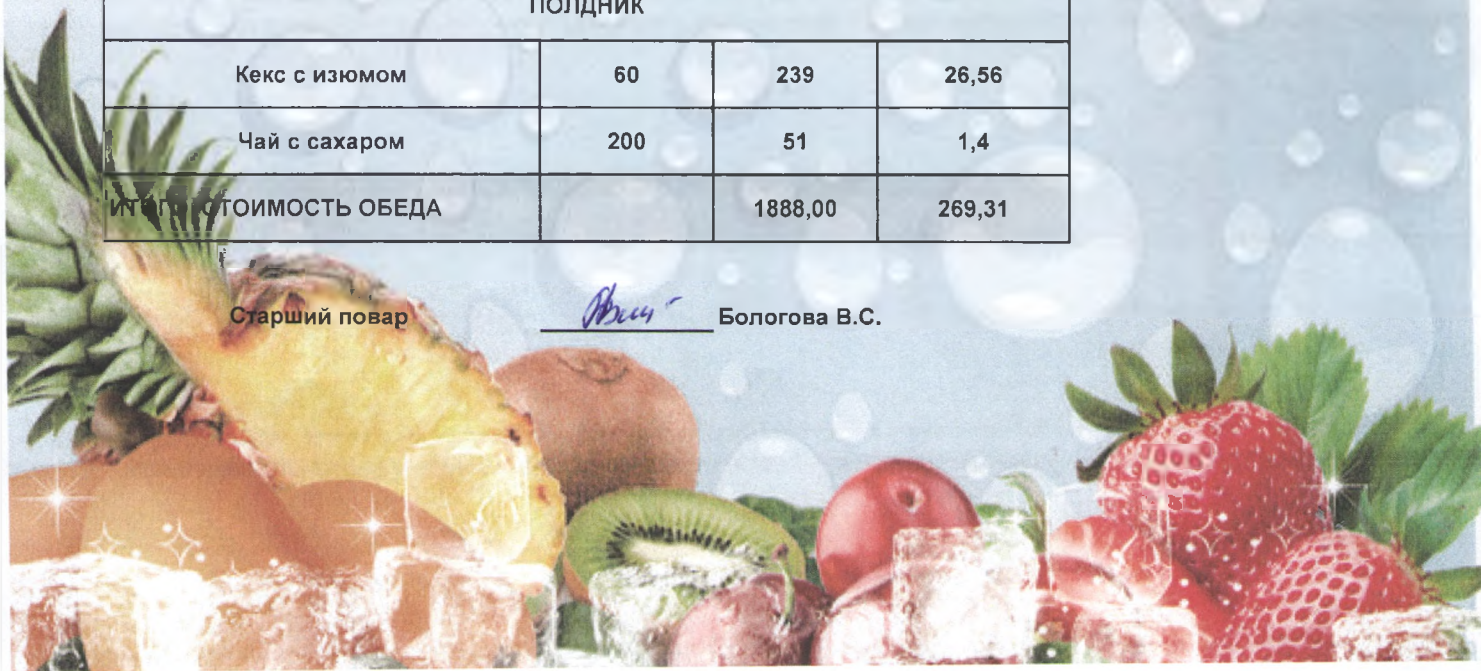 ПОЛДНИК
Кекс с изюмом 60 239 26,56
Чай с сахаром 200 51 1,4
ИТОГО СТОИМОСТЬ ОБЕДА 1888,00 269,31
Старший повар Бологова В.С.